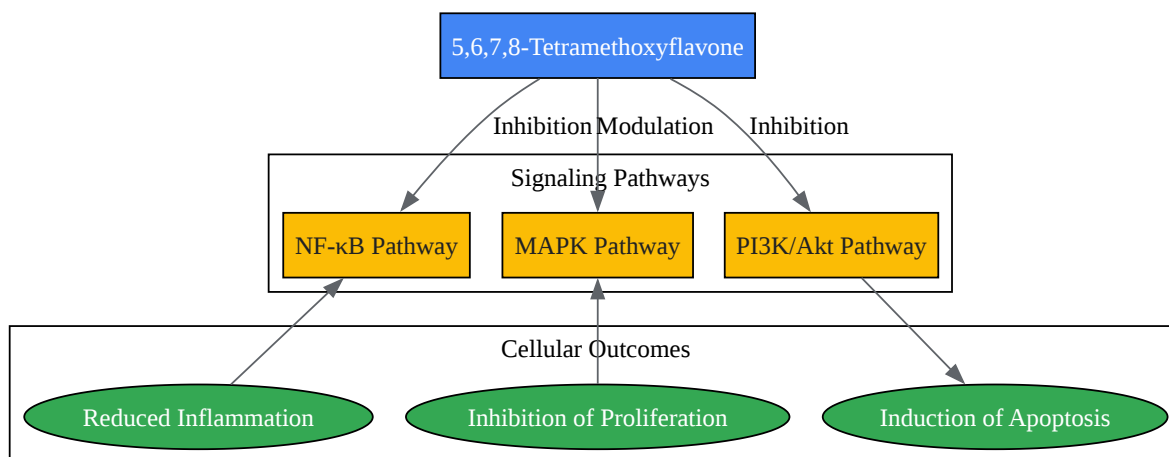 5,6,7,8-Tetramethoxyflavone
Inhibition
Modulation
Inhibition
Signaling Pathways
NF-κB Pathway
MAPK Pathway
PI3K/Akt Pathway
Cellular Outcomes
Reduced Inflammation
Inhibition of Proliferation
Induction of Apoptosis